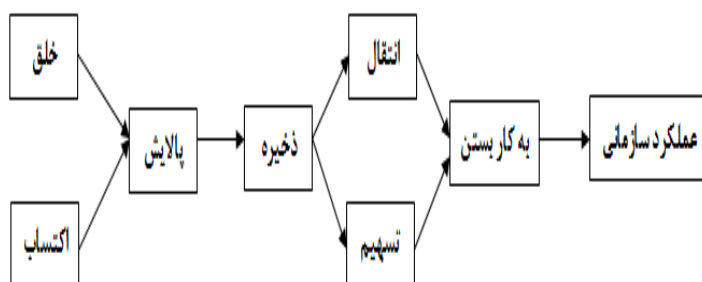 خلق
اکتساب
پالایش
ذخیره
انتقال
تسهیم
به کار بستن
عملکرد سازمانی